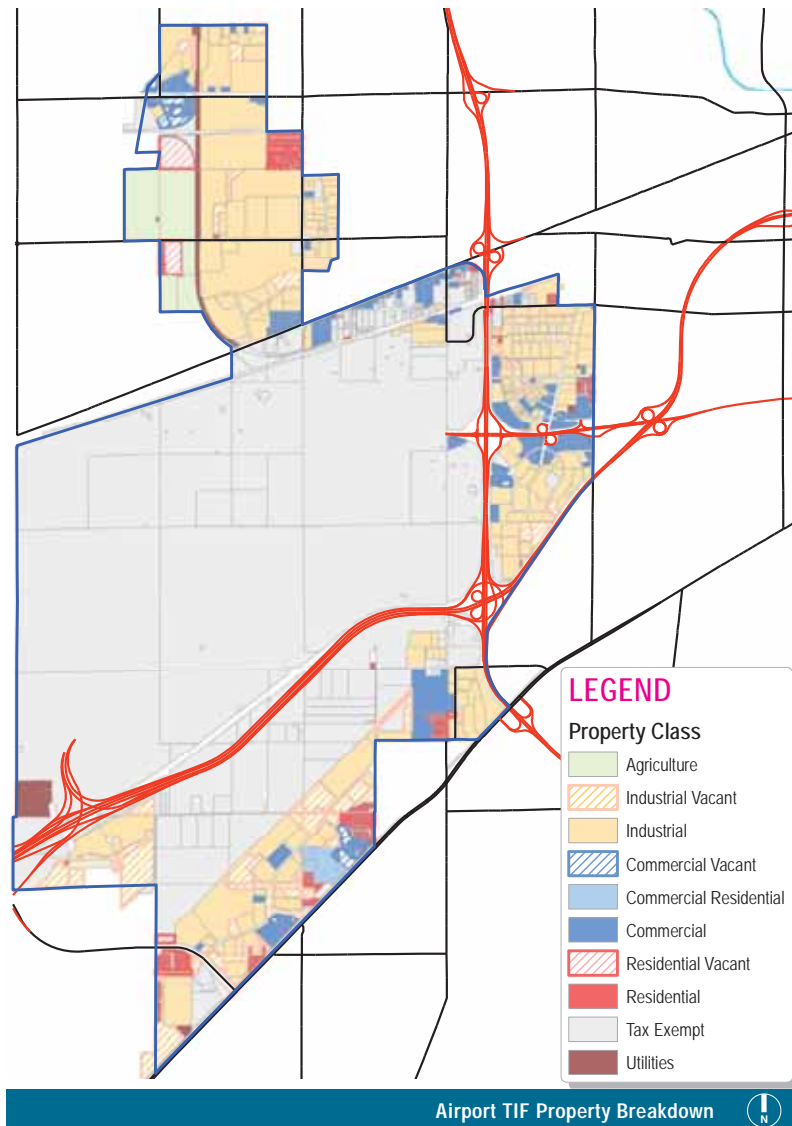 LEGEND
Property Class
Agriculture
Industrial Vacant
Industrial
Commercial Vacant
Commercial Residential
Commercial
Residential Vacant
Residential
Tax Exempt
Utilities
Airport TIF Property Breakdown
N